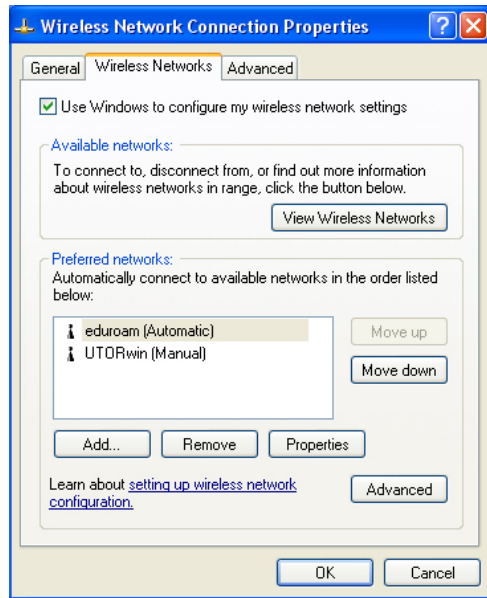 Wireless Network Connection Properties
General Wireless Networks Advanced
Use Windows to configure my wireless network settings
Available networks:
To connect to, disconnect from, or find out more information
about wireless networks in range, click the button below.
View Wireless Networks
Preferred networks:
Automatically connect to available networks in the order listed
below:
eduroam (Automatic)
UTORwin (Manual)
Move up
Move down
Add... Remove Properties
Learn about setting up wireless network
configuration.
Advanced
OK Cancel